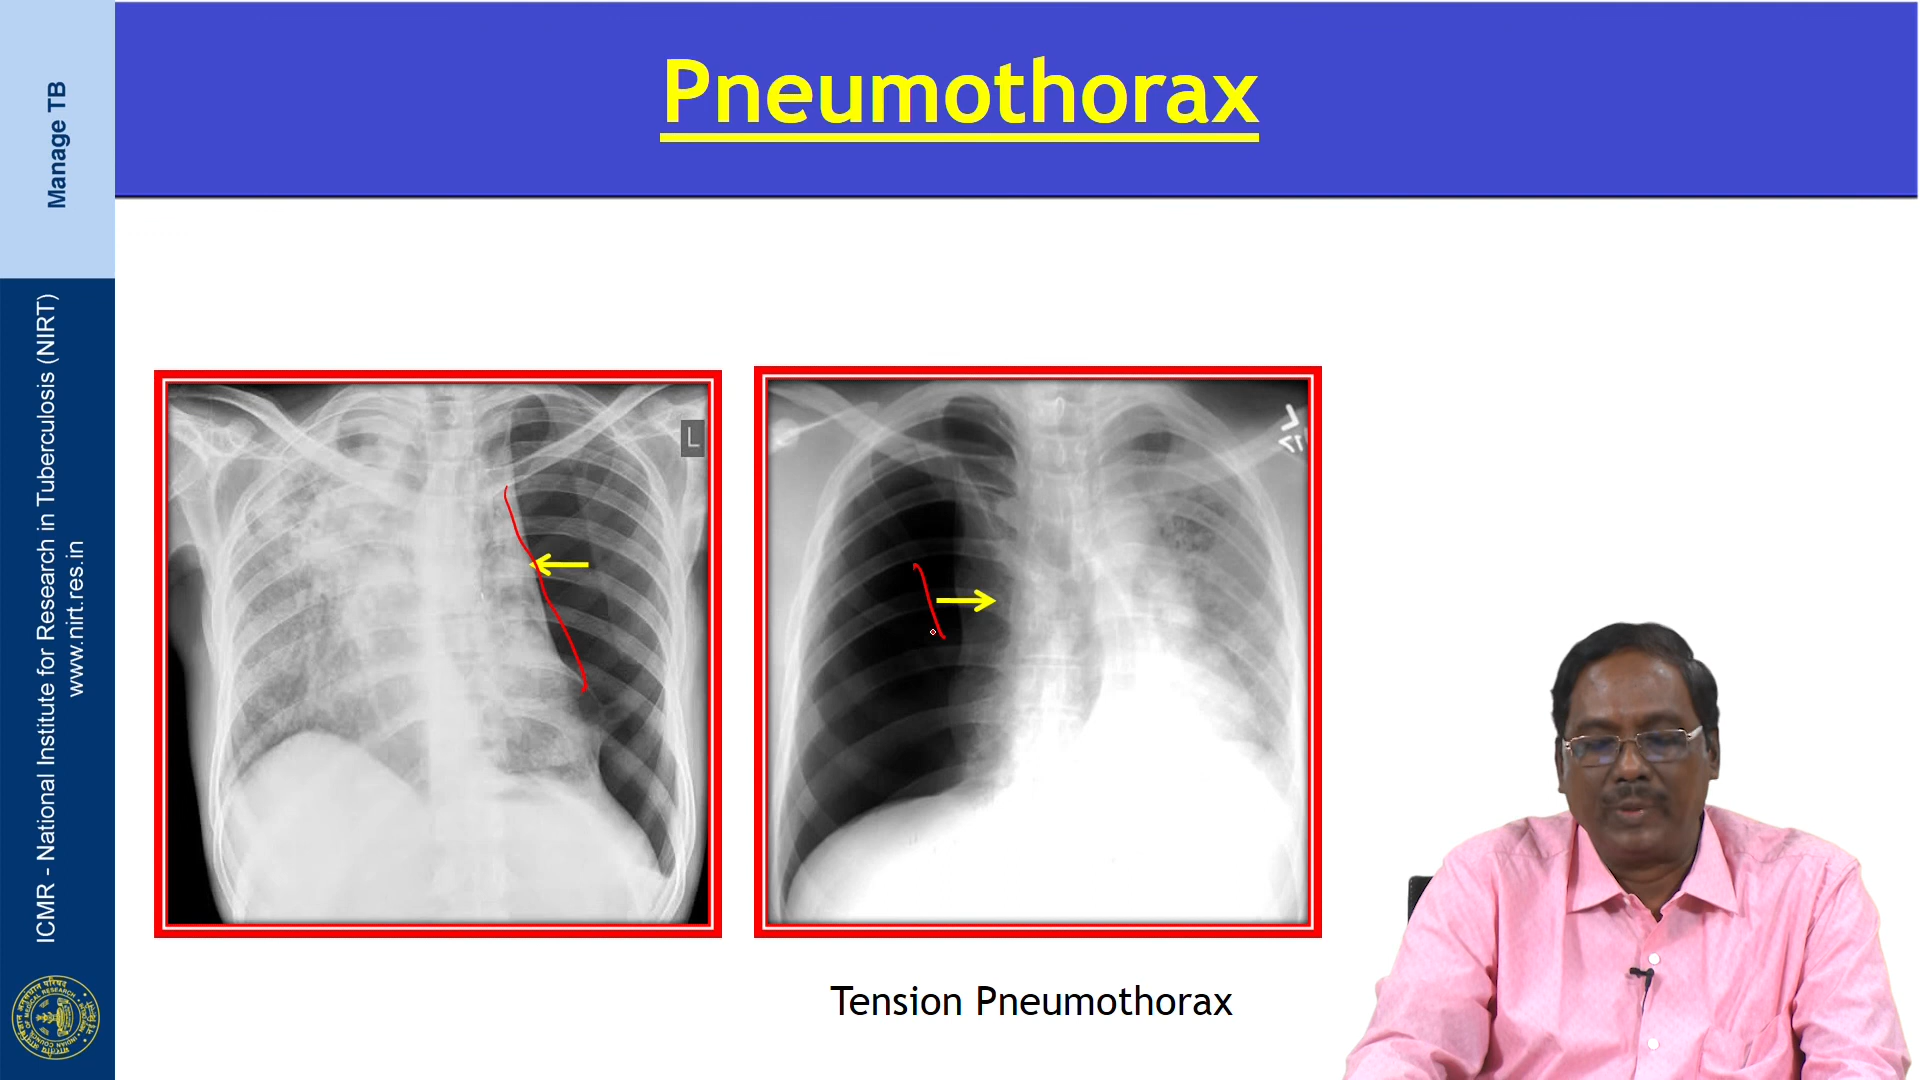 Pneumothorax
Manage TB
ICMR - National Institute for Research in Tuberculosis (NIRT)
www.nirt.res.in
L
L
Tension Pneumothorax